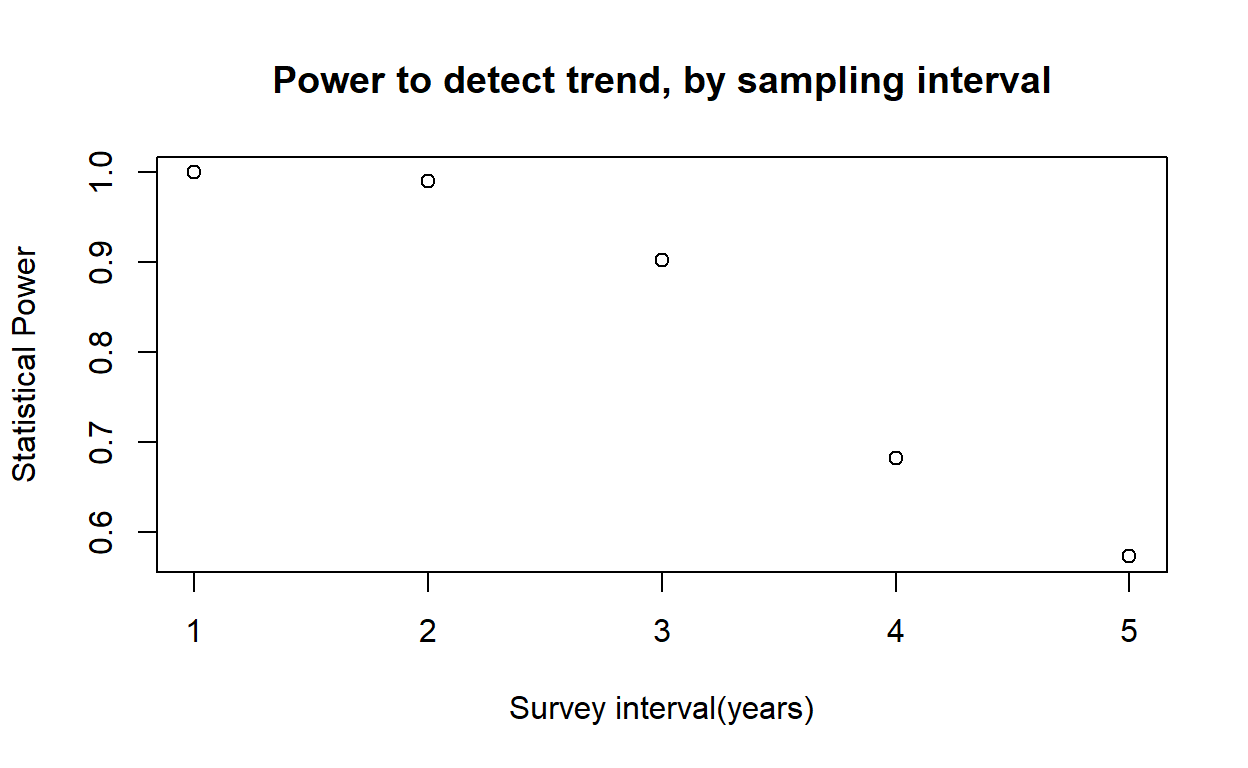 Power to detect trend, by sampling interval
Statistical Power
1.0
0.9
0.8
0.7
0.6
1 2 3 4 5
Survey interval(years)